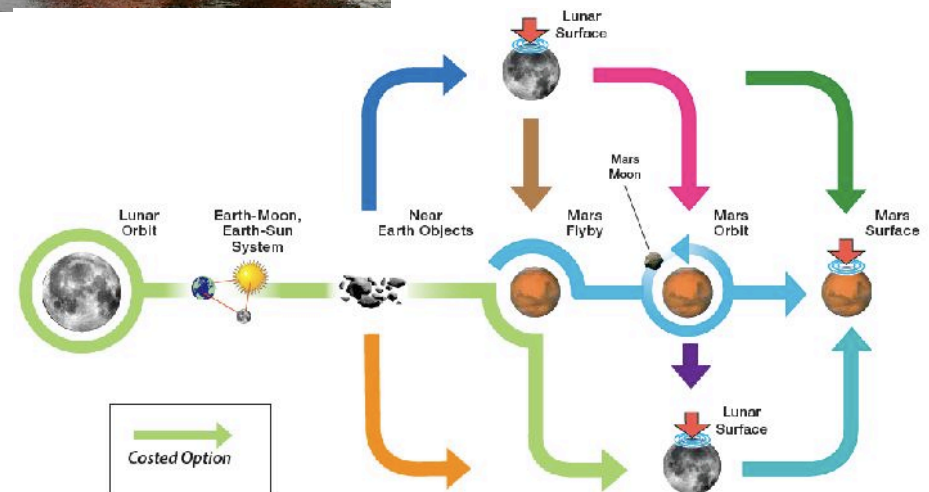 Lunar
Surface
Mars
Moon
Lunar
Orbit
Earth-Moon,
Earth-Sun
System
Near
Earth Objects
Mars
Flyby
Mars
Orbit
Mars
Surface
Lunar
Surface
Costed Option